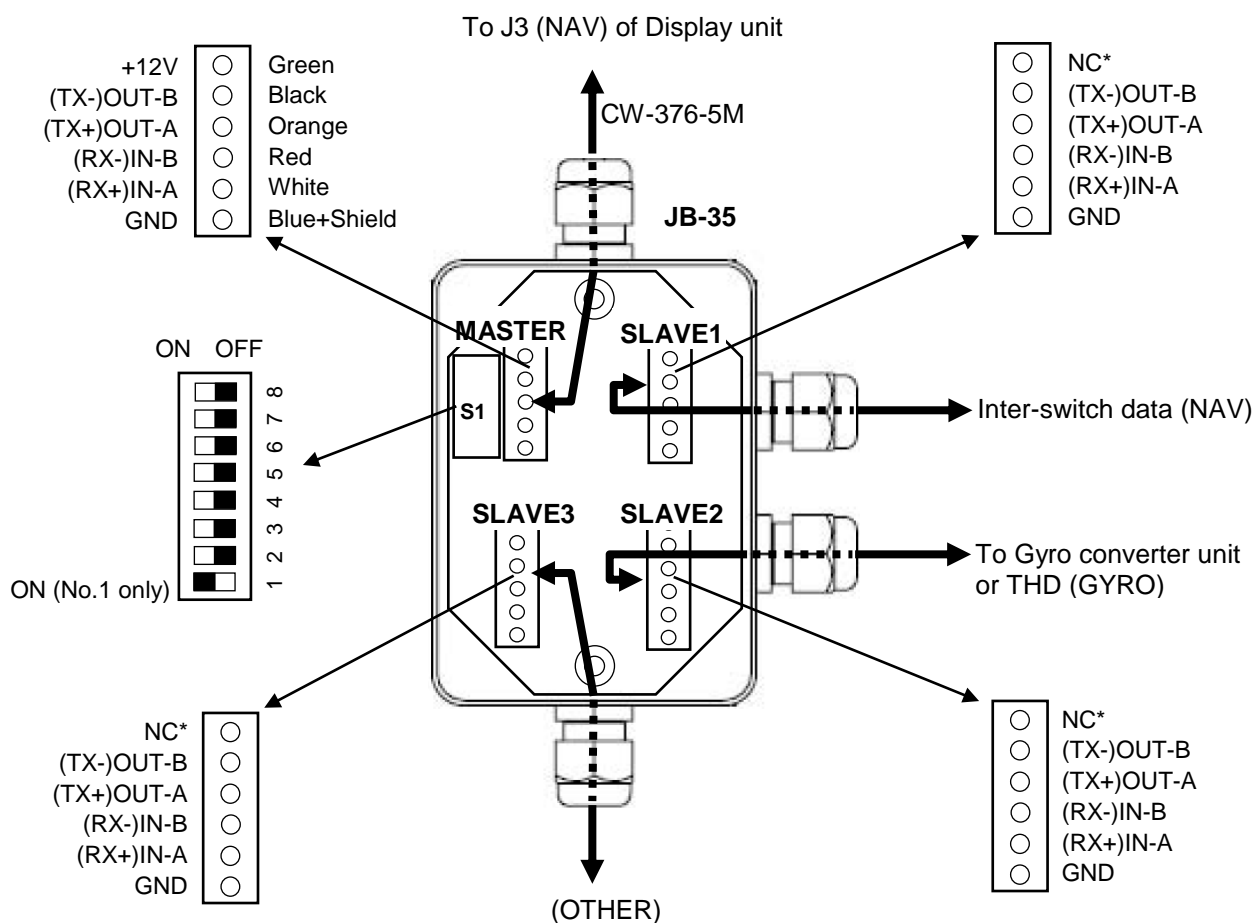 To J3 (NAV) of Display unit
+12V Green
(TX-)OUT-B Black
(TX+)OUT-A Orange
(RX-)IN-B Red
(RX+)IN-A White
GND Blue+Shield
NC*
(TX-)OUT-B
(TX+)OUT-A
(RX-)IN-B
(RX+)IN-A
GND
CW-376-5M
JB-35
MASTER
SLAVE1
S1
ON OFF
8
7
6
5
4
3
2
1
ON (No.1 only)
Inter-switch data (NAV)
SLAVE3
SLAVE2
To Gyro converter unit
or THD (GYRO)
NC*
(TX-)OUT-B
(TX+)OUT-A
(RX-)IN-B
(RX+)IN-A
GND
NC*
(TX-)OUT-B
(TX+)OUT-A
(RX-)IN-B
(RX+)IN-A
GND
(OTHER)